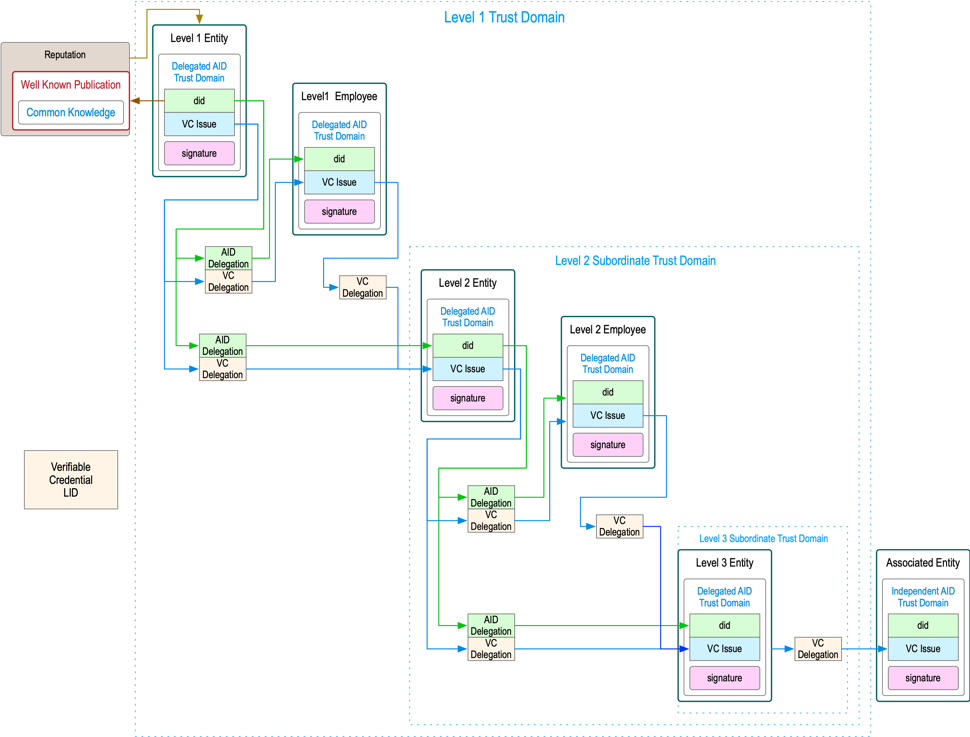 Level 1 Trust Domain
Reputation
Well Known Publication
Common Knowledge
Level 1 Entity
Delegated AID
Trust Domain
did
VC Issue
signature
Level1 Employee
Delegated AID
Trust Domain
did
VC Issue
signature
AID
Delegation
VC
Delegation
VC
Delegation
AID
Delegation
VC
Delegation
Level 2 Subordinate Trust Domain
Level 2 Entity
Delegated AID
Trust Domain
did
VC Issue
signature
Level 2 Employee
Delegated AID
Trust Domain
did
VC Issue
signature
Verifiable
Credential
LID
AID
Delegation
VC
Delegation
VC
Delegation
AID
Delegation
VC
Delegation
Level 3 Subordinate Trust Domain
Level 3 Entity
Delegated AID
Trust Domain
did
VC Issue
signature
VC
Delegation
Associated Entity
Independent AID
Trust Domain
did
VC Issue
signature